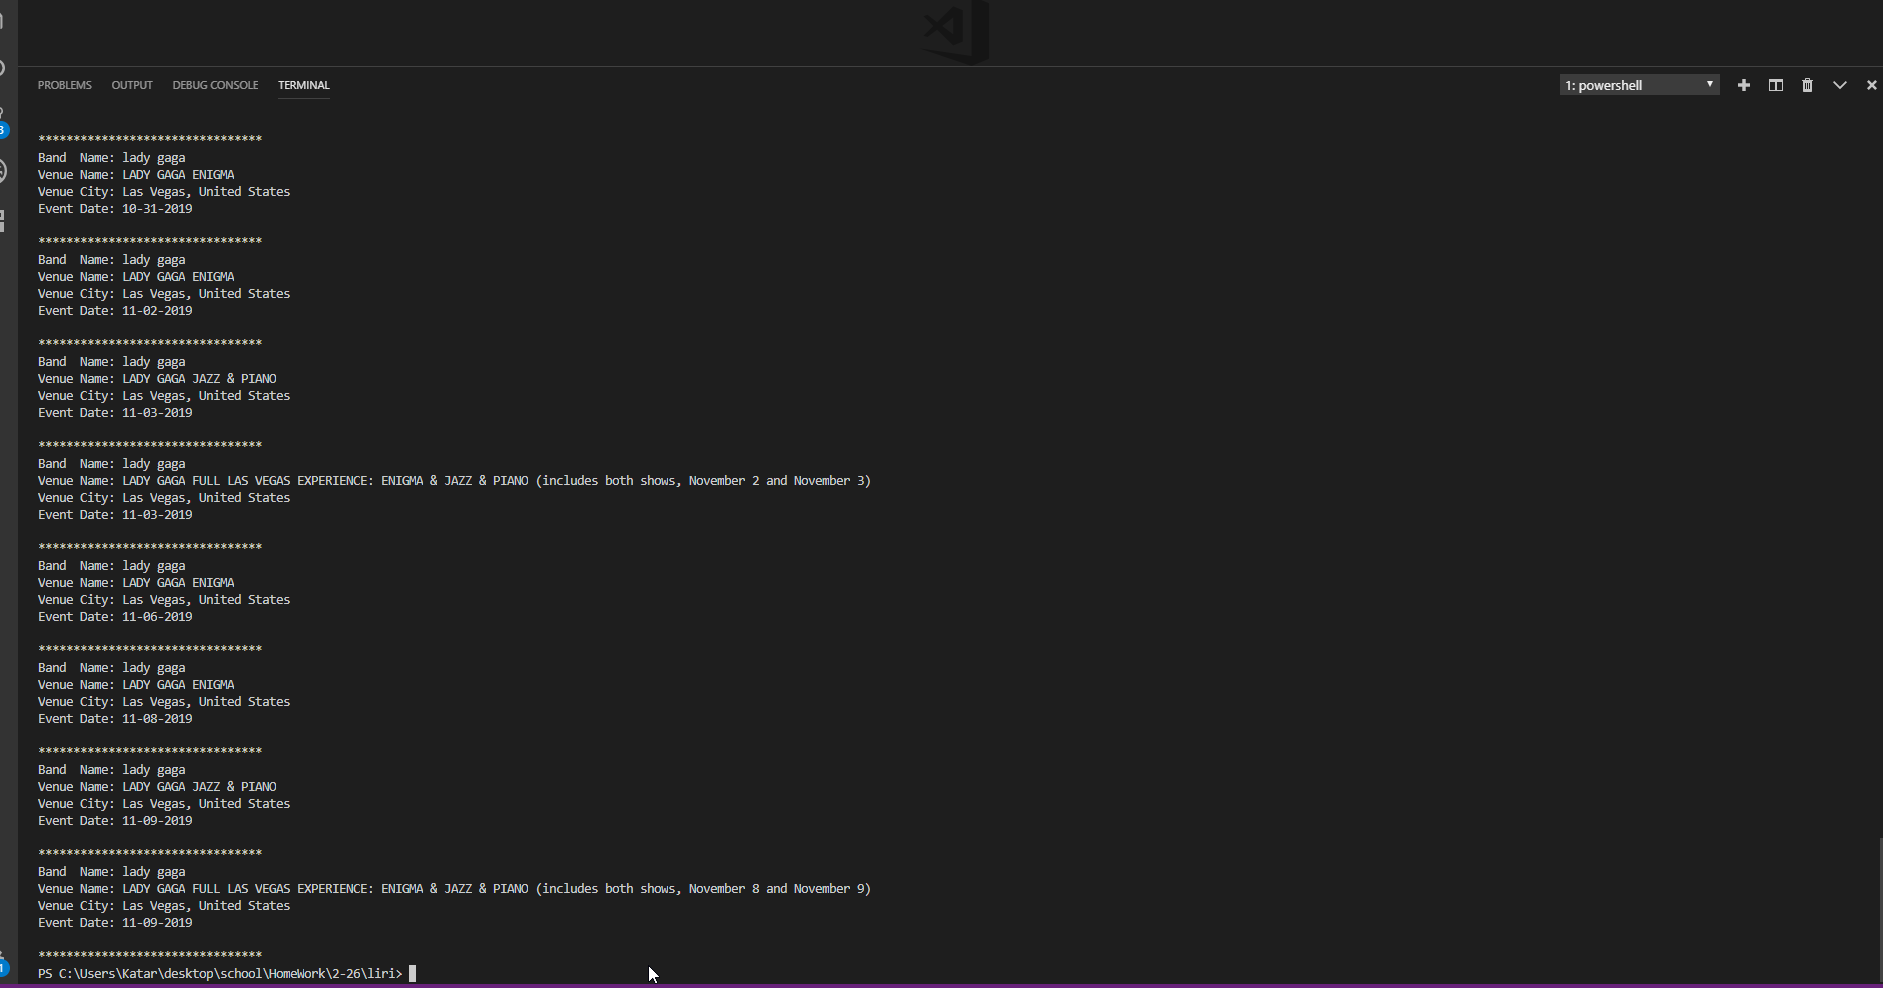 PROBLEMS OUTPUT DEBUG CONSOLE TERMINAL 1: powershell
********************************
Band  Name: lady gaga
Venue Name: LADY GAGA ENIGMA
Venue City: Las Vegas, United States
Event Date: 10-31-2019
********************************
Band  Name: lady gaga
Venue Name: LADY GAGA ENIGMA
Venue City: Las Vegas, United States
Event Date: 11-02-2019
********************************
Band  Name: lady gaga
Venue Name: LADY GAGA JAZZ & PIANO
Venue City: Las Vegas, United States
Event Date: 11-03-2019
********************************
Band  Name: lady gaga
Venue Name: LADY GAGA FULL LAS VEGAS EXPERIENCE: ENIGMA & JAZZ & PIANO (includes both shows, November 2 and November 3)
Venue City: Las Vegas, United States
Event Date: 11-03-2019
********************************
Band  Name: lady gaga
Venue Name: LADY GAGA ENIGMA
Venue City: Las Vegas, United States
Event Date: 11-06-2019
********************************
Band  Name: lady gaga
Venue Name: LADY GAGA ENIGMA
Venue City: Las Vegas, United States
Event Date: 11-08-2019
********************************
Band  Name: lady gaga
Venue Name: LADY GAGA JAZZ & PIANO
Venue City: Las Vegas, United States
Event Date: 11-09-2019
********************************
Band  Name: lady gaga
Venue Name: LADY GAGA FULL LAS VEGAS EXPERIENCE: ENIGMA & JAZZ & PIANO (includes both shows, November 8 and November 9)
Venue City: Las Vegas, United States
Event Date: 11-09-2019
********************************
PS C:\Users\Katar\desktop\school\HomeWork\2-26\liri>